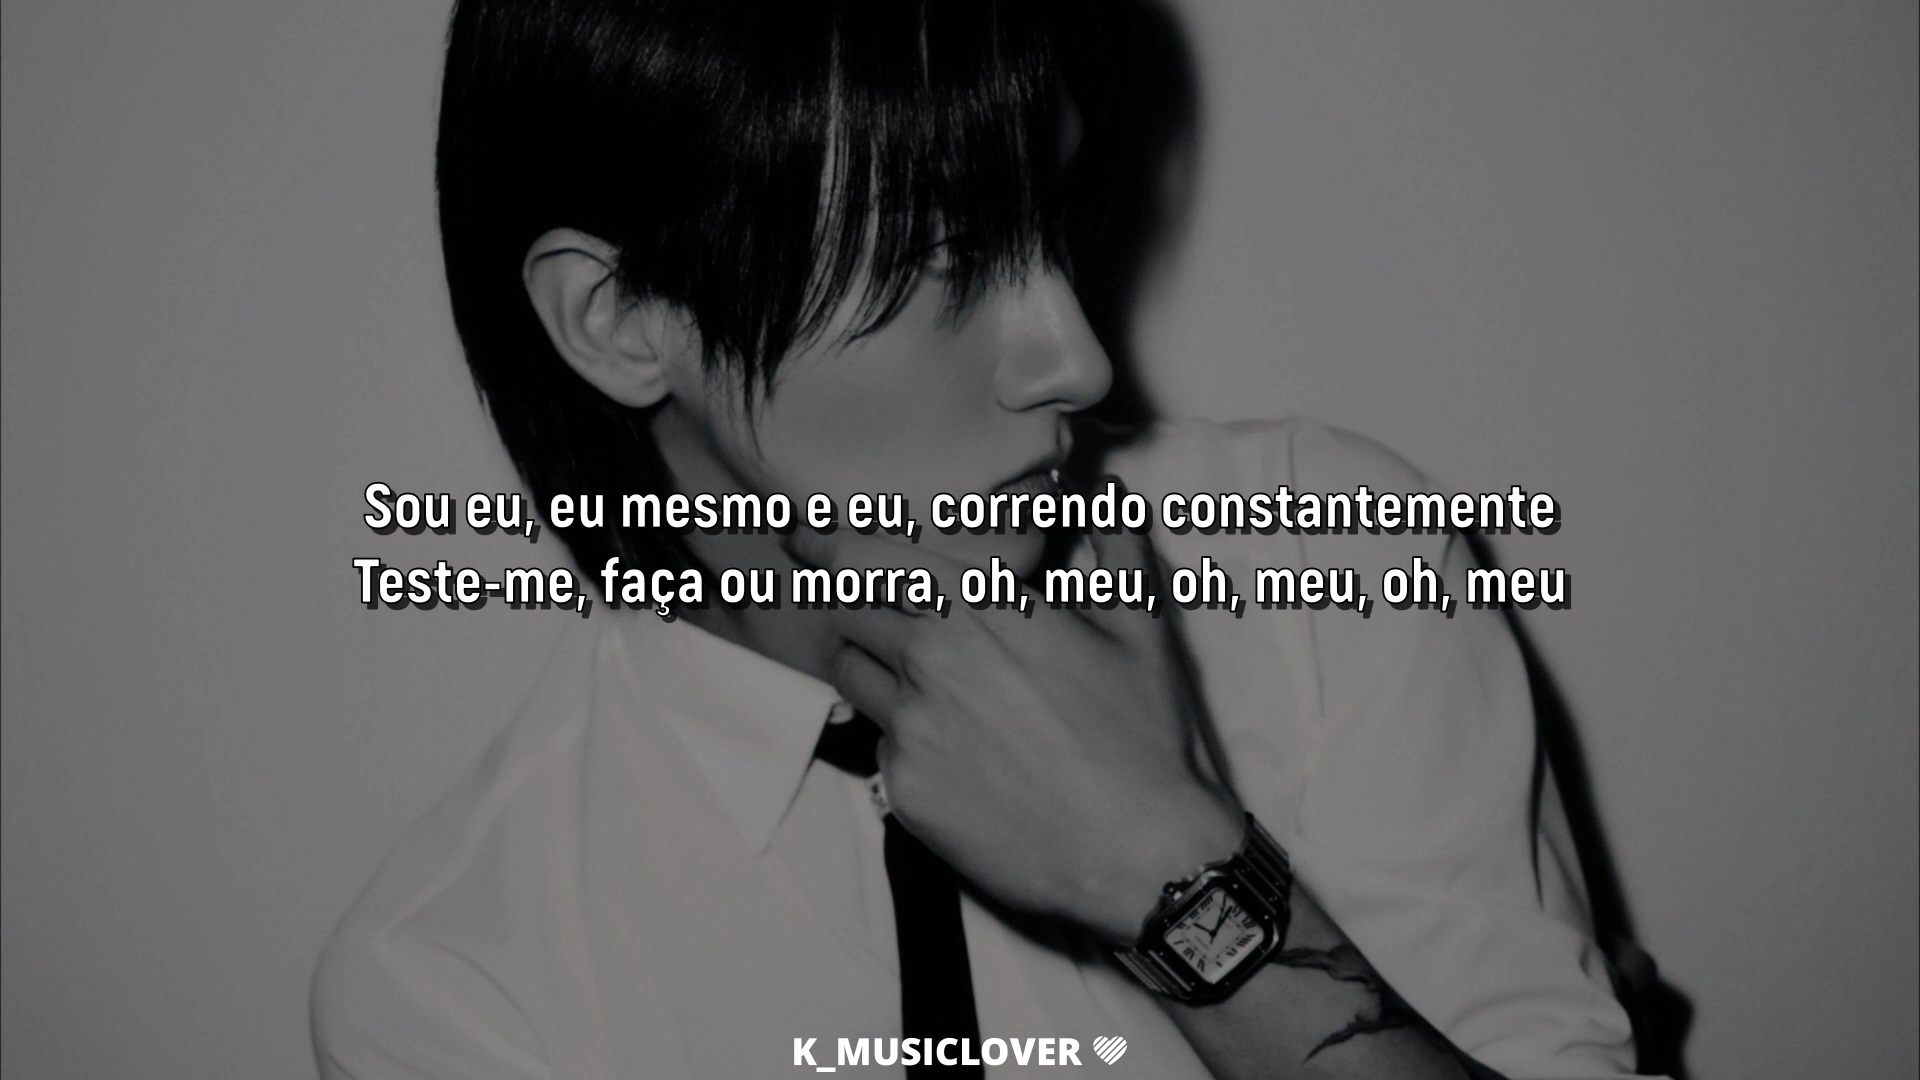 Sou eu, eu mesmo e eu, correndo constantemente
Teste-me, faça ou morra, oh, meu, oh, meu, oh, meu
K_MUSICLOVER